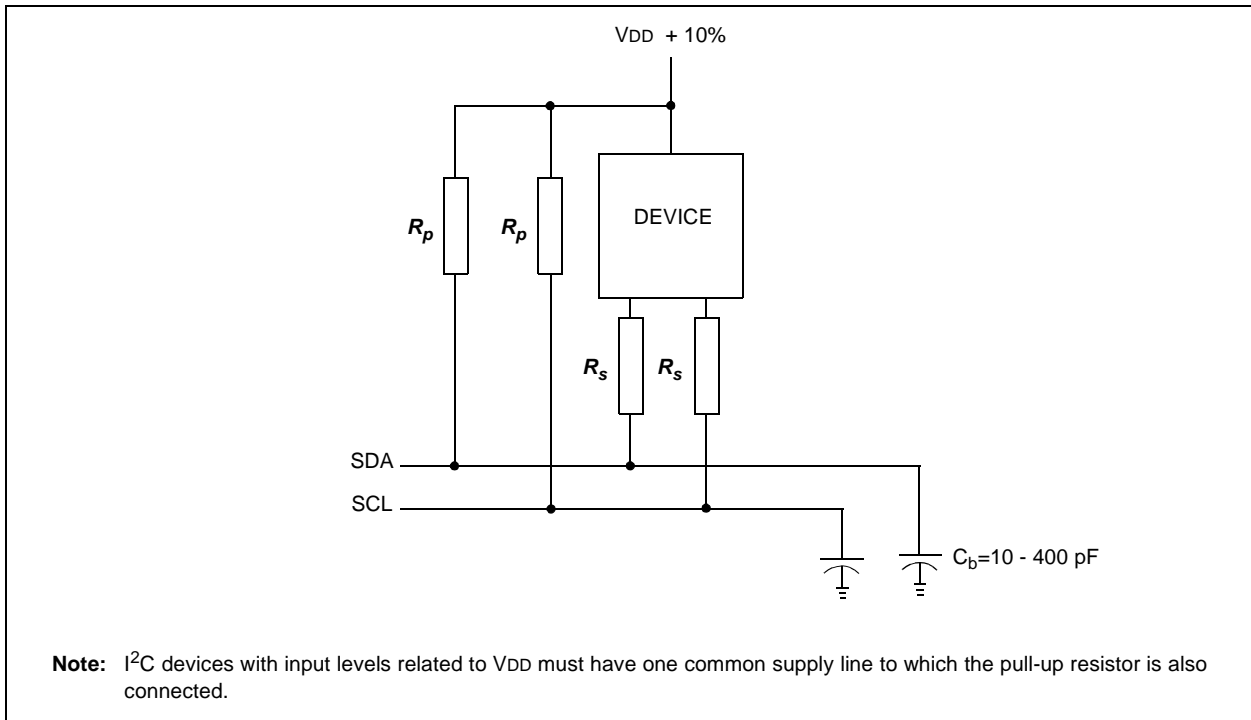 VDD + 10%
DEVICE
Rp Rp
Rs Rs
SDA
SCL
Cb=10 - 400 pF
Note: I2C devices with input levels related to VDD must have one common supply line to which the pull-up resistor is also
connected.